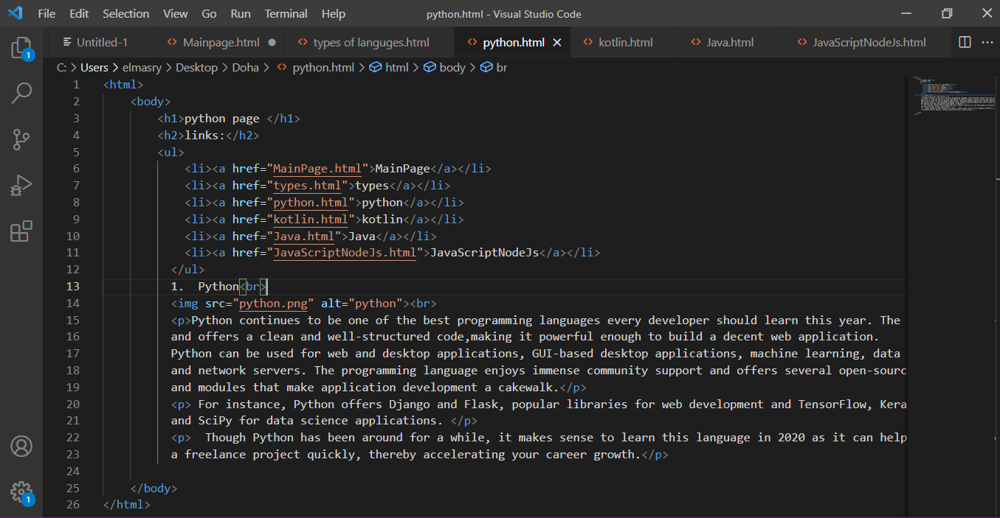 File Edit Selection View Go Run Terminal Help python.html - Visual Studio Code
Untitled-1 Mainpage.html types of languges.html python.html kotlin.html Java.html JavaScriptNodeJs.html
C: > Users > elmasry > Desktop > Doha > python.html > html > body > br
1 <html>
2 <body>
3 <h1>python page </h1>
4 <h2>links:</h2>
5 <ul>
6 <li><a href="MainPage.html">MainPage</a></li>
7 <li><a href="types.html">types</a></li>
8 <li><a href="python.html">python</a></li>
9 <li><a href="kotlin.html">kotlin</a></li>
10 <li><a href="Java.html">Java</a></li>
11 <li><a href="JavaScriptNodeJs.html">JavaScriptNodeJs</a></li>
12 </ul>
13 1.  Python<br>
14 <img src="python.png" alt="python"><br>
15 <p>Python continues to be one of the best programming languages every developer should learn this year. The
16 and offers a clean and well-structured code,making it powerful enough to build a decent web application.
17 Python can be used for web and desktop applications, GUI-based desktop applications, machine learning, data
18 and network servers. The programming language enjoys immense community support and offers several open-sourc
19 and modules that make application development a cakewalk.</p>
20 <p> For instance, Python offers Django and Flask, popular libraries for web development and TensorFlow, Kera
21 and SciPy for data science applications. </p>
22 <p>  Though Python has been around for a while, it makes sense to learn this language in 2020 as it can help
23 a freelance project quickly, thereby accelerating your career growth.</p>
24
25 </body>
26 </html>
1
1